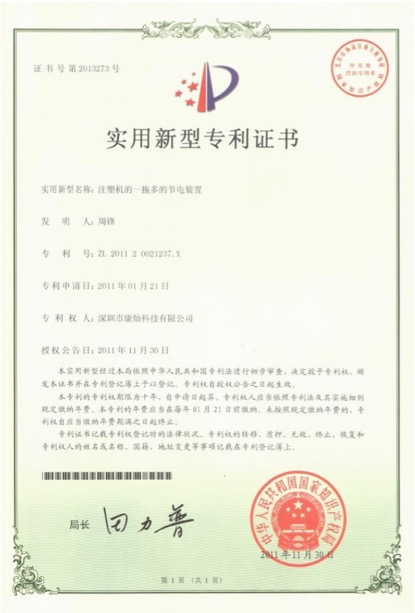 证书号第2013273号
实用新型专利证书
实用新型名称：注塑机的一拖多的节电装置
发 明 人：周锋
专 利 号：ZL 2011 2 0021237.X
专利申请日：2011年01月21日
专 利 权 人：深圳市康灿科技有限公司
授权公告日：2011年11月30日
本实用新型经过本局依照中华人民共和国专利法进行初步审查，决定授予专利权，颁
发本证书并在专利登记簿上予以登记。专利权自授权公告之日起生效。
本专利的专利权期限为十年，自申请日起算。专利权人应当依照专利法及其实施细则
规定缴纳年费。本专利的年费应当在每年01月21日前缴纳。未按照规定缴纳年费的，专
利权自应当缴纳年费期满之日起终止。
专利证书记载专利权登记时的法律状况。专利权的转移、质押、无效、终止、恢复和
专利权人的姓名或名称、国籍、地址变更等事项记载在专利登记簿上。
局长 田力普
中华人民共和国国家知识产权局
2011年11月30日
第1页（共1页）